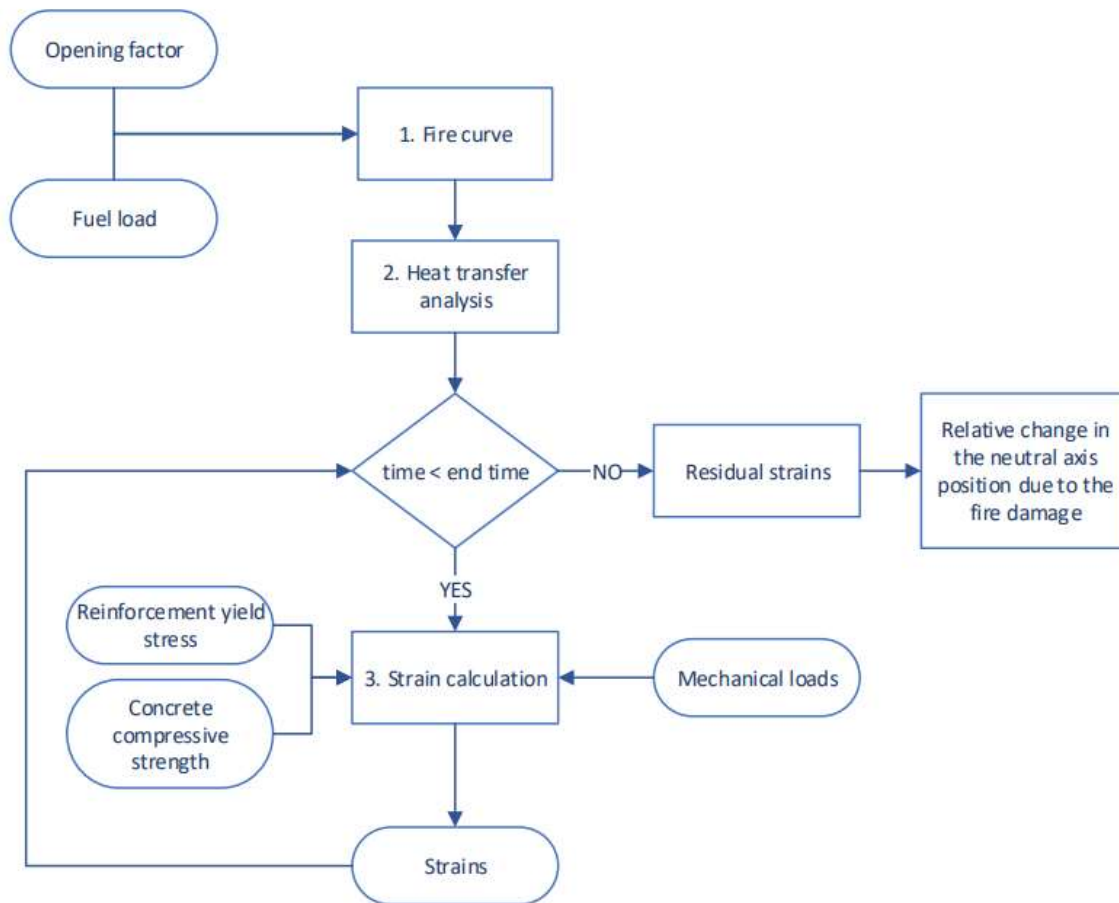 Opening factor
1. Fire curve
Fuel load
2. Heat transfer
analysis
time < end time
NO
Residual strains
Relative change in
the neutral axis
position due to the
fire damage
YES
Reinforcement yield
stress
3. Strain calculation
Mechanical loads
Concrete
compressive
strength
Strains